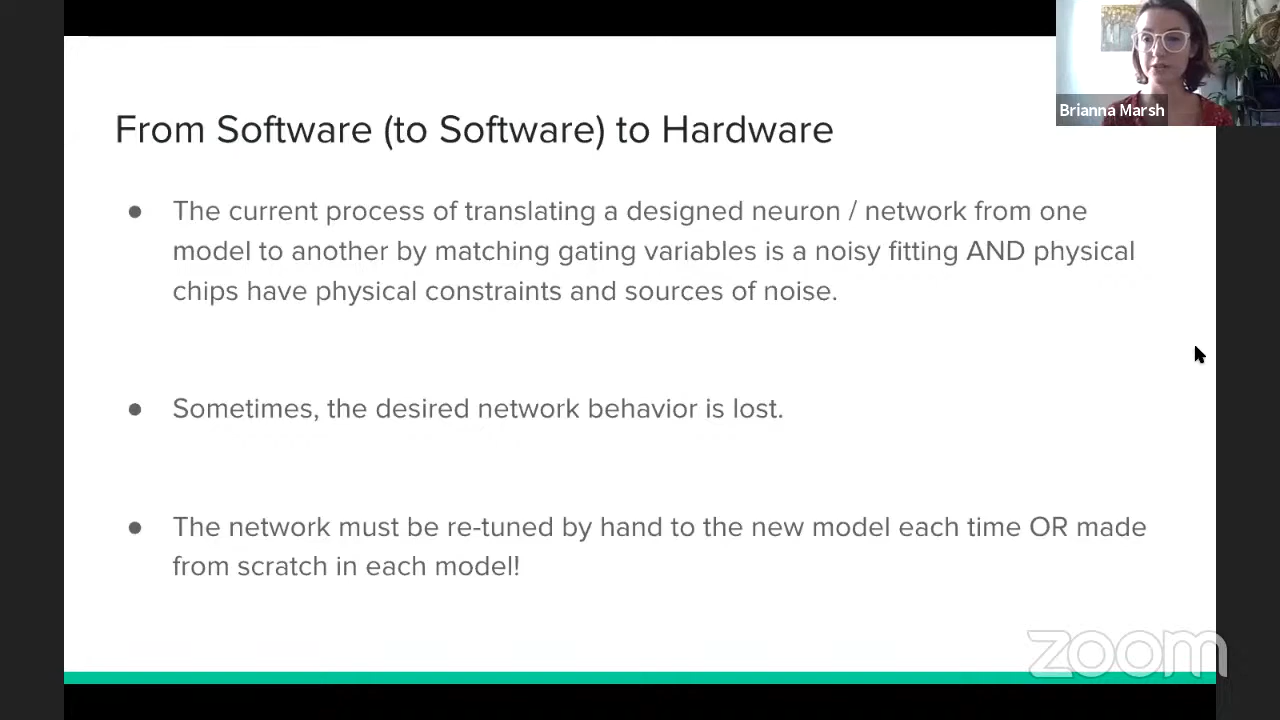 Brianna Marsh
From Software (to Software) to Hardware
● The current process of translating a designed neuron / network from one
model to another by matching gating variables is a noisy fitting AND physical
chips have physical constraints and sources of noise.
● Sometimes, the desired network behavior is lost.
● The network must be re-tuned by hand to the new model each time OR made
from scratch in each model!
zoom